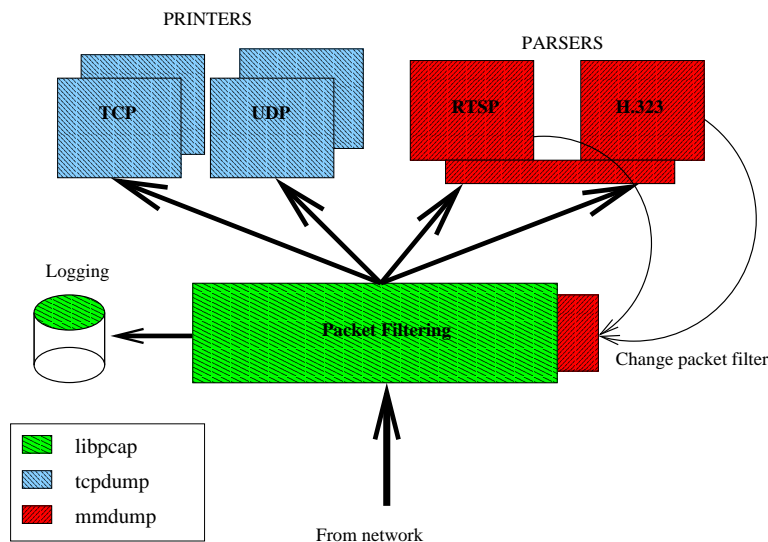 PRINTERS
PARSERS
TCP
UDP
RTSP
H.323
Logging
Packet Filtering
Change packet filter
libpcap
tcpdump
mmdump
From network